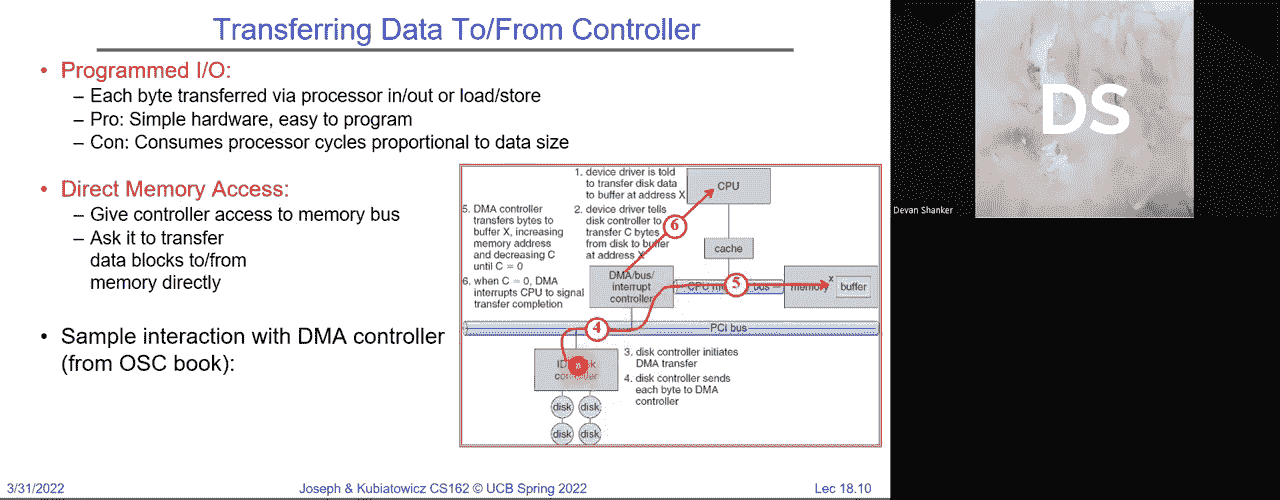 Transferring Data To/From Controller
• Programmed I/O:
– Each byte transferred via processor in/out or load/store
– Pro: Simple hardware, easy to program
– Con: Consumes processor cycles proportional to data size
• Direct Memory Access:
– Give controller access to memory bus
– Ask it to transfer
data blocks to/from
memory directly
• Sample interaction with DMA controller
(from OSC book):
1. device driver is told
to transfer disk data
to buffer at address X
2. device driver tells
disk controller to
transfer C bytes
from disk to buffer
at address X
5. DMA controller
transfers bytes to
buffer X, increasing
memory address
and decreasing C
until C = 0
6. when C = 0, DMA
interrupts CPU to signal
transfer completion
CPU
6
cache
DMA/bus/
interrupt
controller
CPU bus
5
memory
x
buffer
4
PCI bus
3. disk controller initiates
DMA transfer
4. disk controller sends
each byte to DMA
controller
disk disk
disk disk
3/31/2022
Joseph & Kubiatowicz CS162 © UCB Spring 2022
Lec 18.10
DS
Devan Shanker